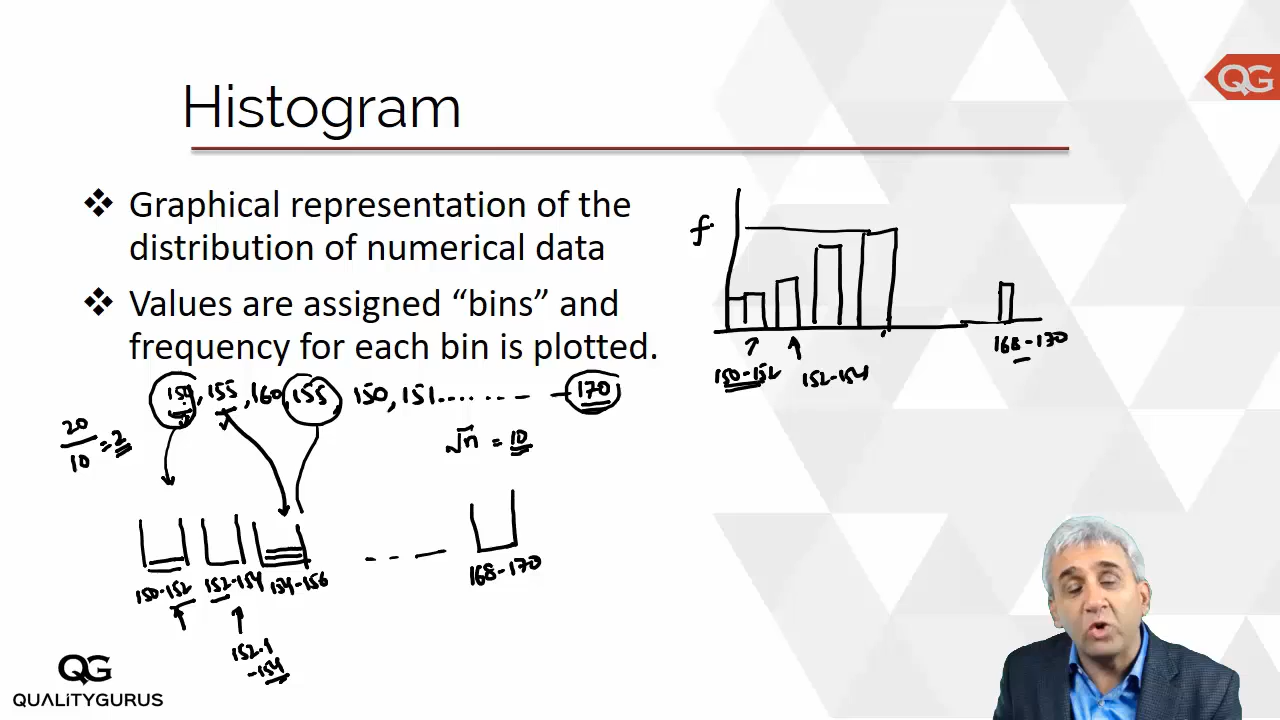 QG
Histogram
❖ Graphical representation of the
distribution of numerical data
❖ Values are assigned “bins” and
frequency for each bin is plotted.
150, 155, 160, 155, 150, 151....... - 170
20/10 = 2
√n = 10
150-152 152-154 154-156 --- 168-170
152.1
-154
f
150-152 152-154 168-170
QG
QUALITYGURUS